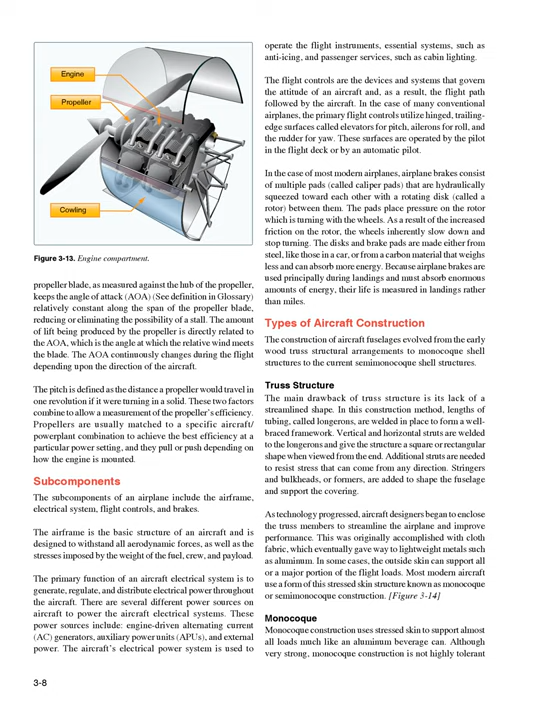 Engine
Propeller
Cowling
Figure 3-13. Engine compartment.
propeller blade, as measured against the hub of the propeller,
keeps the angle of attack (AOA) (See definition in Glossary)
relatively constant along the span of the propeller blade,
reducing or eliminating the possibility of a stall. The amount
of lift being produced by the propeller is directly related to
the AOA, which is the angle at which the relative wind meets
the blade. The AOA continuously changes during the flight
depending upon the direction of the aircraft.
The pitch is defined as the distance a propeller would travel in
one revolution if it were turning in a solid. These two factors
combine to allow a measurement of the propeller's efficiency.
Propellers are usually matched to a specific aircraft/
powerplant combination to achieve the best efficiency at a
particular power setting, and they pull or push depending on
how the engine is mounted.
Subcomponents
The subcomponents of an airplane include the airframe,
electrical system, flight controls, and brakes.
The airframe is the basic structure of an aircraft and is
designed to withstand all aerodynamic forces, as well as the
stresses imposed by the weight of the fuel, crew, and payload.
The primary function of an aircraft electrical system is to
generate, regulate, and distribute electrical power throughout
the aircraft. There are several different power sources on
aircraft to power the aircraft electrical systems. These
power sources include: engine-driven alternating current
(AC) generators, auxiliary power units (APUs), and external
power. The aircraft's electrical power system is used to
operate the flight instruments, essential systems, such as
anti-icing, and passenger services, such as cabin lighting.
The flight controls are the devices and systems that govern
the attitude of an aircraft and, as a result, the flight path
followed by the aircraft. In the case of many conventional
airplanes, the primary flight controls utilize hinged, trailing-
edge surfaces called elevators for pitch, ailerons for roll, and
the rudder for yaw. These surfaces are operated by the pilot
in the flight deck or by an automatic pilot.
In the case of most modern airplanes, airplane brakes consist
of multiple pads (called caliper pads) that are hydraulically
squeezed toward each other with a rotating disk (called a
rotor) between them. The pads place pressure on the rotor
which is turning with the wheels. As a result of the increased
friction on the rotor, the wheels inherently slow down and
stop turning. The disks and brake pads are made either from
steel, like those in a car, or from a carbon material that weighs
less and can absorb more energy. Because airplane brakes are
used principally during landings and must absorb enormous
amounts of energy, their life is measured in landings rather
than miles.
Types of Aircraft Construction
The construction of aircraft fuselages evolved from the early
wood truss structural arrangements to monocoque shell
structures to the current semimonocoque shell structures.
Truss Structure
The main drawback of truss structure is its lack of a
streamlined shape. In this construction method, lengths of
tubing, called longerons, are welded in place to form a well-
braced framework. Vertical and horizontal struts are welded
to the longerons and give the structure a square or rectangular
shape when viewed from the end. Additional struts are needed
to resist stress that can come from any direction. Stringers
and bulkheads, or formers, are added to shape the fuselage
and support the covering.
As technology progressed, aircraft designers began to enclose
the truss members to streamline the airplane and improve
performance. This was originally accomplished with cloth
fabric, which eventually gave way to lightweight metals such
as aluminum. In some cases, the outside skin can support all
or a major portion of the flight loads. Most modern aircraft
use a form of this stressed skin structure known as monocoque
or semimonocoque construction. [Figure 3-14]
Monocoque
Monocoque construction uses stressed skin to support almost
all loads much like an aluminum beverage can. Although
very strong, monocoque construction is not highly tolerant
3-8